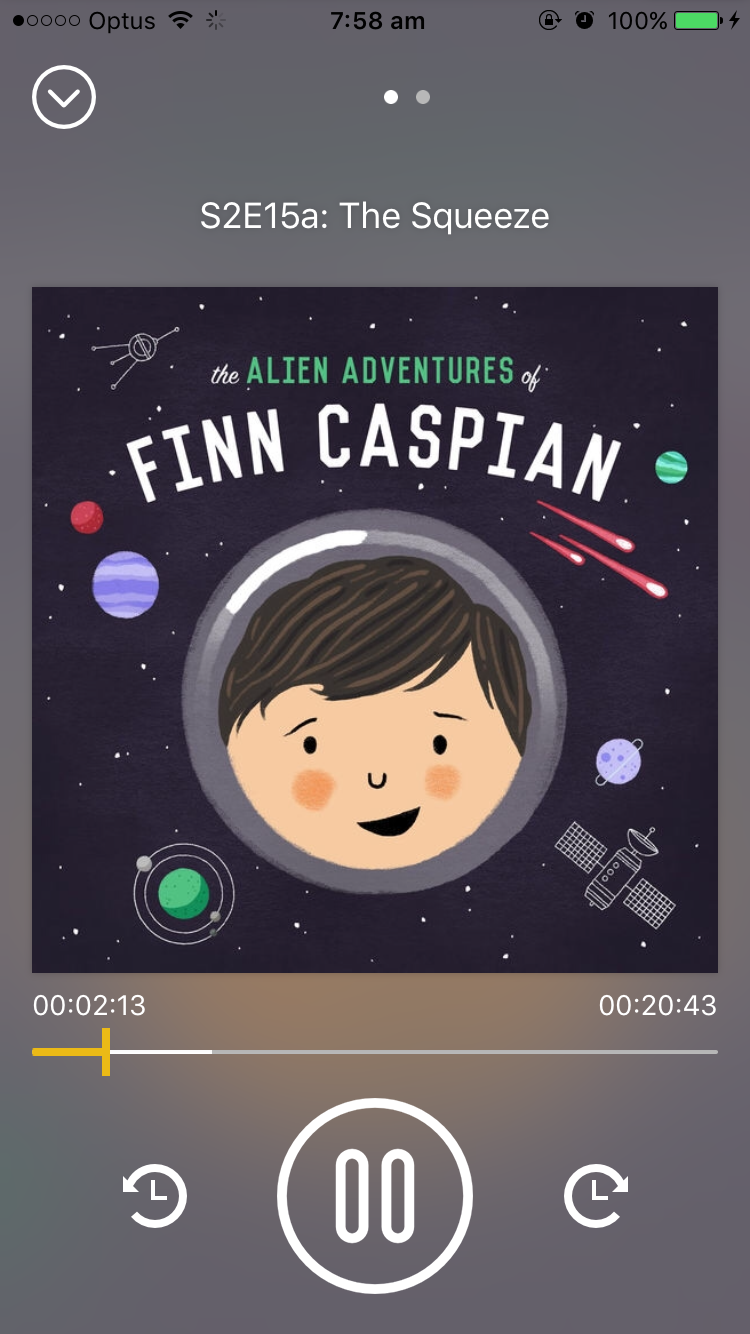 Optus 7:58 am 100%
S2E15a: The Squeeze
the ALIEN ADVENTURES of
FINN CASPIAN
00:02:13 00:20:43